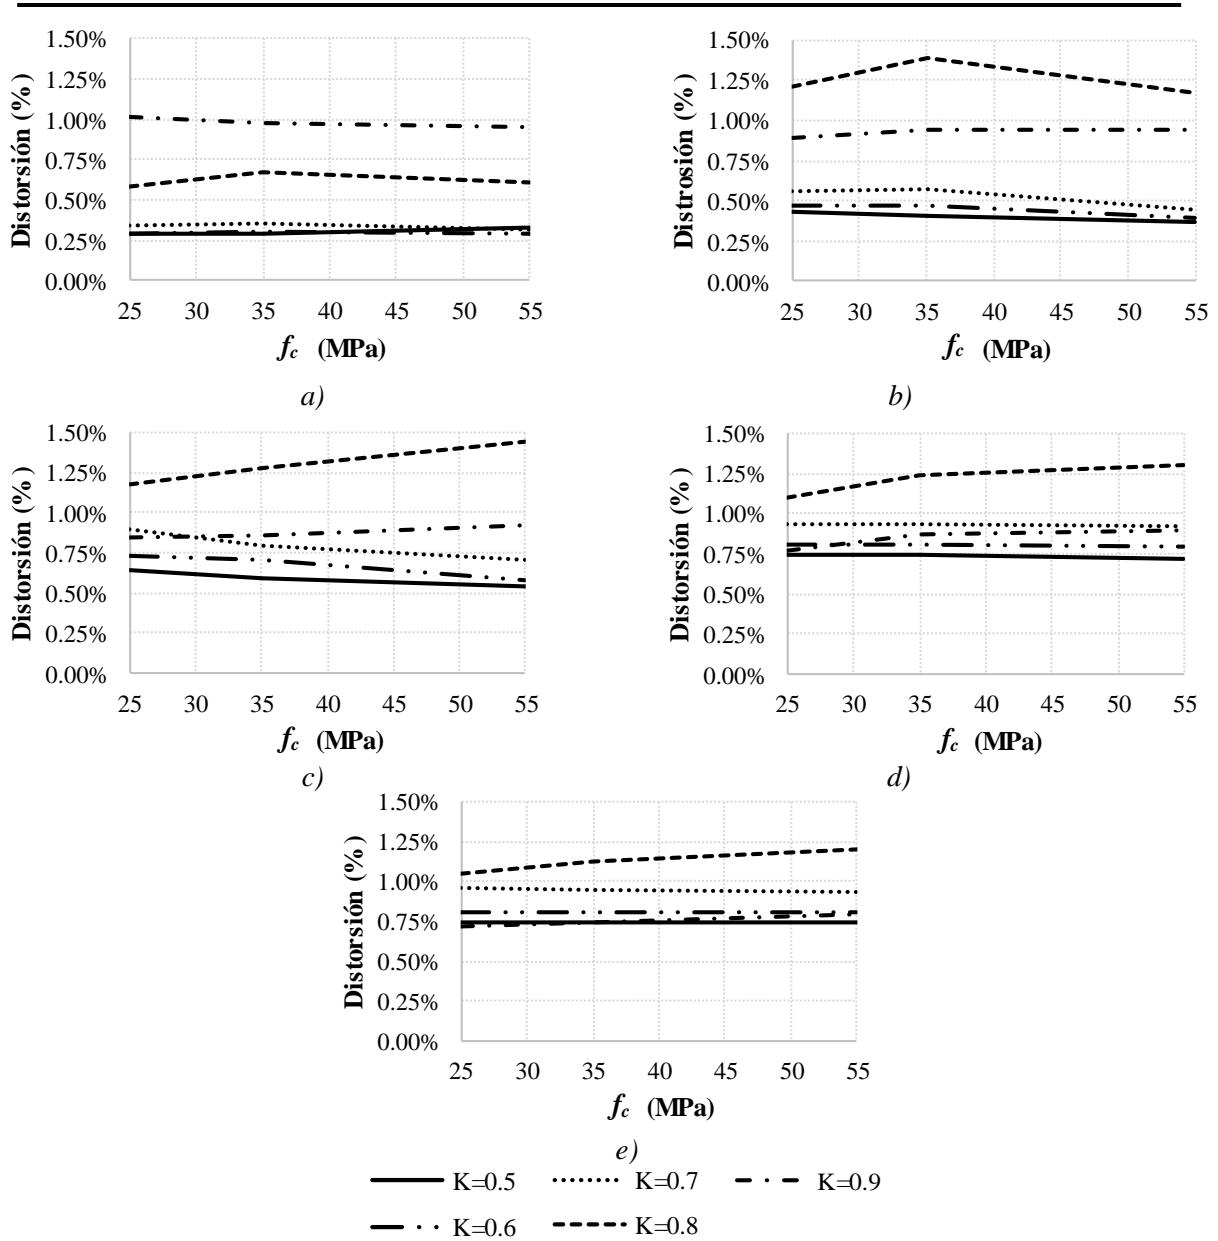 1.50%
1.25%
1.00%
0.75%
0.50%
0.25%
0.00%
Distorsión (%)
25 30 35 40 45 50 55
fc (MPa)
a)
1.50%
1.25%
1.00%
0.75%
0.50%
0.25%
0.00%
Distrosión (%)
25 30 35 40 45 50 55
fc (MPa)
b)
1.50%
1.25%
1.00%
0.75%
0.50%
0.25%
0.00%
Distorsión (%)
25 30 35 40 45 50 55
fc (MPa)
c)
1.50%
1.25%
1.00%
0.75%
0.50%
0.25%
0.00%
Distorsión (%)
25 30 35 40 45 50 55
fc (MPa)
d)
1.50%
1.25%
1.00%
0.75%
0.50%
0.25%
0.00%
Distorsión (%)
25 30 35 40 45 50 55
fc (MPa)
e)
K=0.5 K=0.7 K=0.9
K=0.6 K=0.8